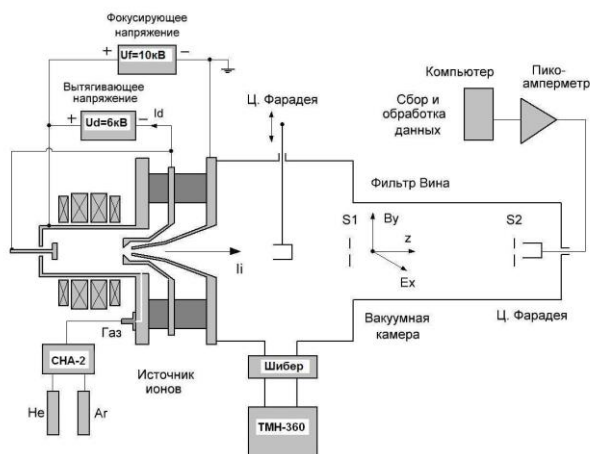 Фокусирующее
напряжение
+
Uf=10кВ
−
Вытягивающее
напряжение
Id
+
Ud=6кВ
−
Ц. Фарадея
Компьютер
Сбор и
обработка
данных
Пико-
амперметр
Фильтр Вина
S1
By
z
Ex
S2
Ii
Газ
Источник
ионов
Вакуумная
камера
Ц. Фарадея
СНА-2
He
Ar
Шибер
ТМН-360